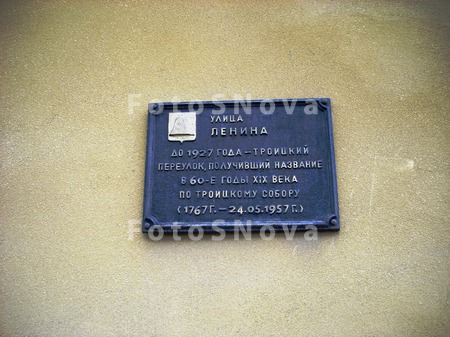 FotoSNova
УЛИЦА
ЛЕНИНА
ДО 1927 ГОДА – ТРОИЦКИЙ
ПЕРЕУЛОК, ПОЛУЧИВШИЙ НАЗВАНИЕ
В 60-Е ГОДЫ XIX ВЕКА
ПО ТРОИЦКОМУ СОБОРУ
(1767 Г. – 24.05.1957 Г.)
FotoSNova